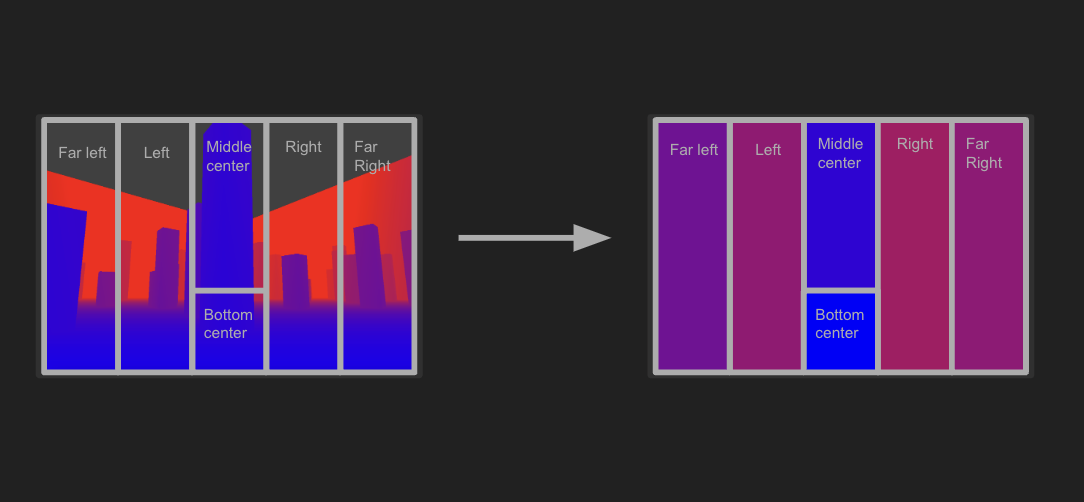 Far left
Left
Middle
center
Right
Far
Right
Bottom
center
Far left
Left
Middle
center
Right
Far
Right
Bottom
center